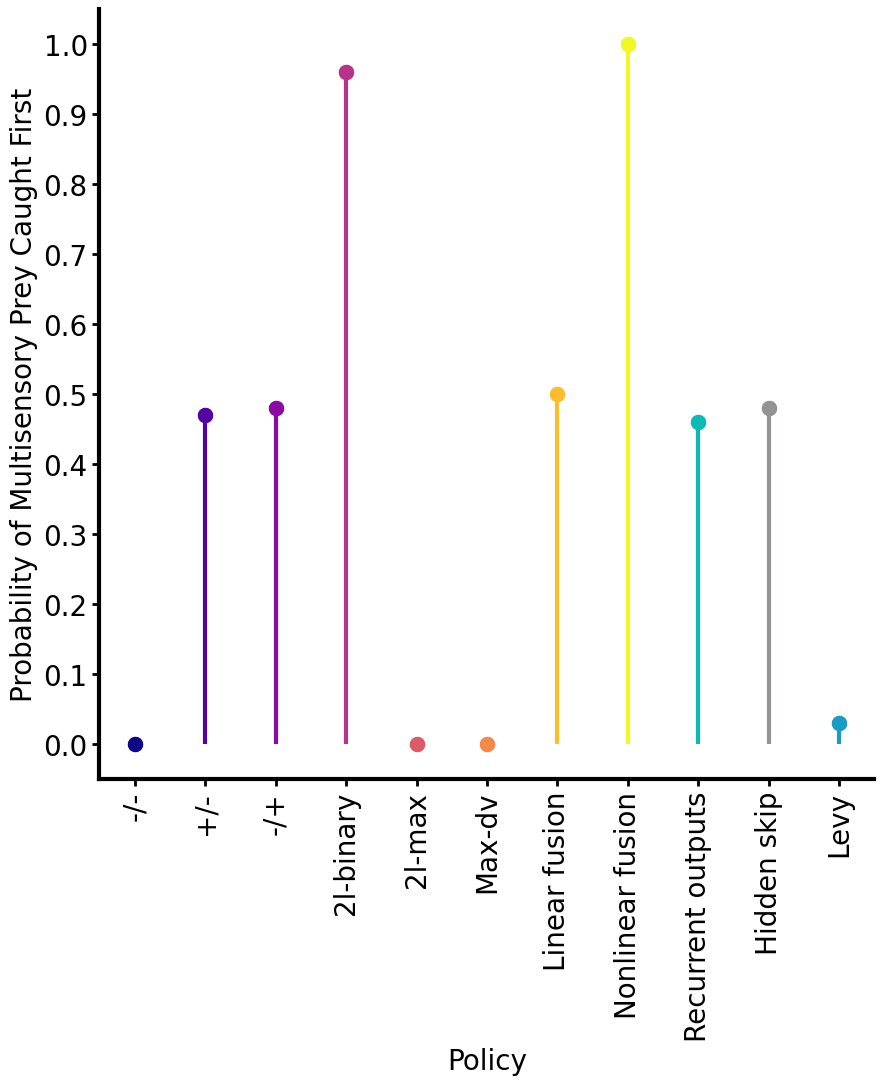 Probability of Multisensory Prey Caught First
1.0
0.9
0.8
0.7
0.6
0.5
0.4
0.3
0.2
0.1
0.0
-/-
+/-
-/+
2l-binary
2l-max
Max-dv
Linear fusion
Nonlinear fusion
Recurrent outputs
Hidden skip
Levy
Policy